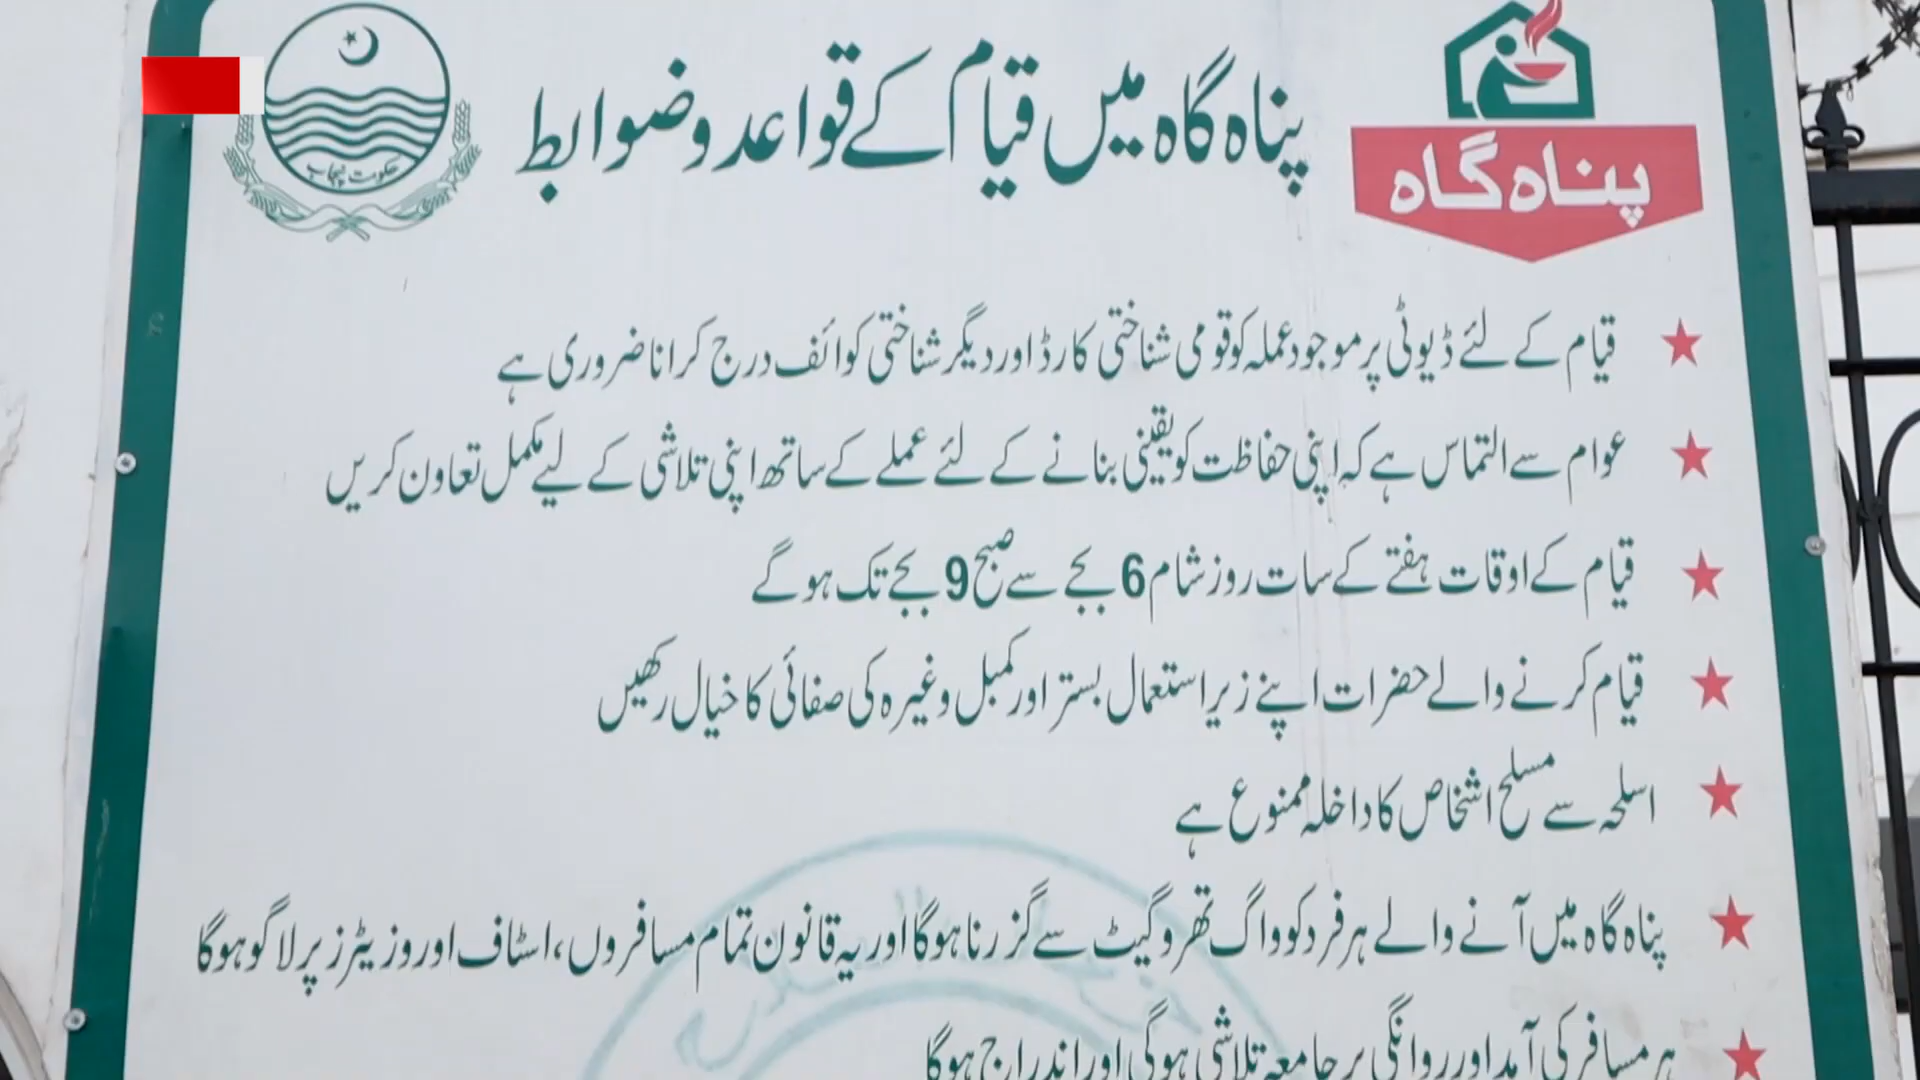 پناہ گاہ میں قیام کے قواعد و ضوابط
پناہ گاہ
حکومت پنجاب
قیام کے لئے ڈیوٹی پر موجود عملہ کو قومی شناختی کارڈ اور دیگر شناختی کوائف درج کرانا ضروری ہے
عوام سے التماس ہے کہ اپنی حفاظت کو یقینی بنانے کے لئے عملے کے ساتھ اپنی تلاشی کے لیے مکمل تعاون کریں
قیام کے اوقات ہفتے کے سات روز شام 6 بجے سے صبح 9 بجے تک ہو گے
قیام کرنے والے حضرات اپنے زیر استعمال بستر اور کمبل وغیرہ کی صفائی کا خیال رکھیں
اسلحہ سے مسلح اشخاص کا داخلہ ممنوع ہے
پناہ گاہ میں آنے والے ہر فرد کو واک تھرو گیٹ سے گزرنا ہوگا اور یہ قانون تمام مسافروں، اسٹاف اور وزیٹرز پر لاگو ہوگا
ہر مسافر کی آمد اور روانگی پر جامعہ تلاشی ہوگی اور اندراج ہوگا